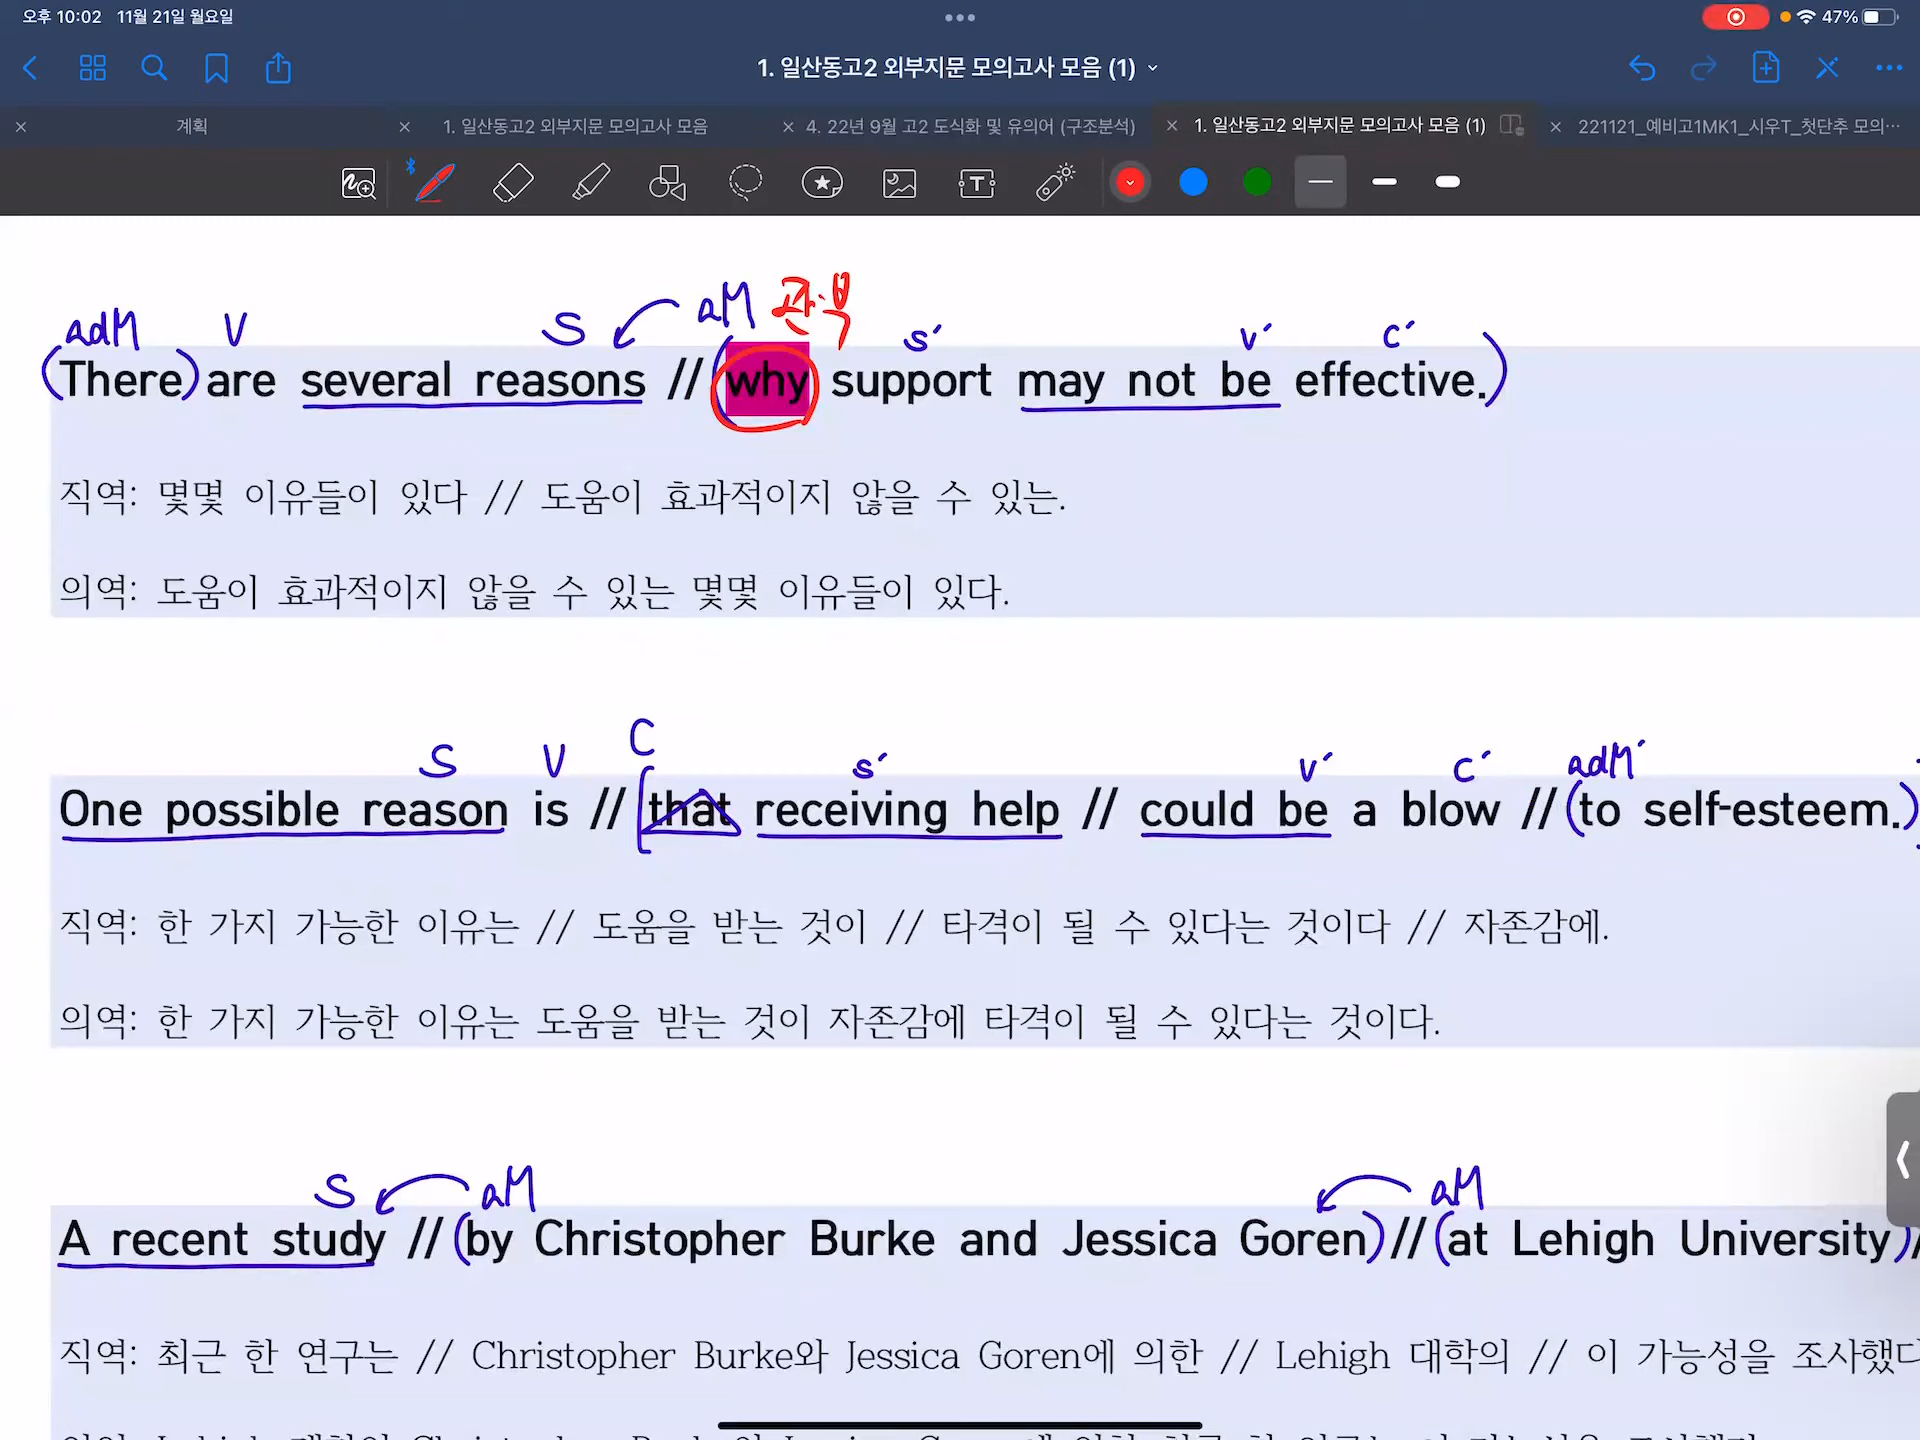 오후 10:02 11월 21일 월요일
47%
1. 일산동고2 외부지문 모의고사 모음 (1)
계획
1. 일산동고2 외부지문 모의고사 모음
4. 22년 9월 고2 도식화 및 유의어 (구조분석)
1. 일산동고2 외부지문 모의고사 모음 (1)
221121_예비고1MK1_시우T_첫단추 모의…
adM V S aM 관·부 s' v' c'
(There) are several reasons // (why support may not be effective.)
직역: 몇몇 이유들이 있다 // 도움이 효과적이지 않을 수 있는.
의역: 도움이 효과적이지 않을 수 있는 몇몇 이유들이 있다.
S V C s' v' c' adM'
One possible reason is // [that receiving help // could be a blow // (to self-esteem.)
직역: 한 가지 가능한 이유는 // 도움을 받는 것이 // 타격이 될 수 있다는 것이다 // 자존감에.
의역: 한 가지 가능한 이유는 도움을 받는 것이 자존감에 타격이 될 수 있다는 것이다.
S aM aM
A recent study // (by Christopher Burke and Jessica Goren) // (at Lehigh University) /
직역: 최근 한 연구는 // Christopher Burke와 Jessica Goren에 의한 // Lehigh 대학의 // 이 가능성을 조사했다